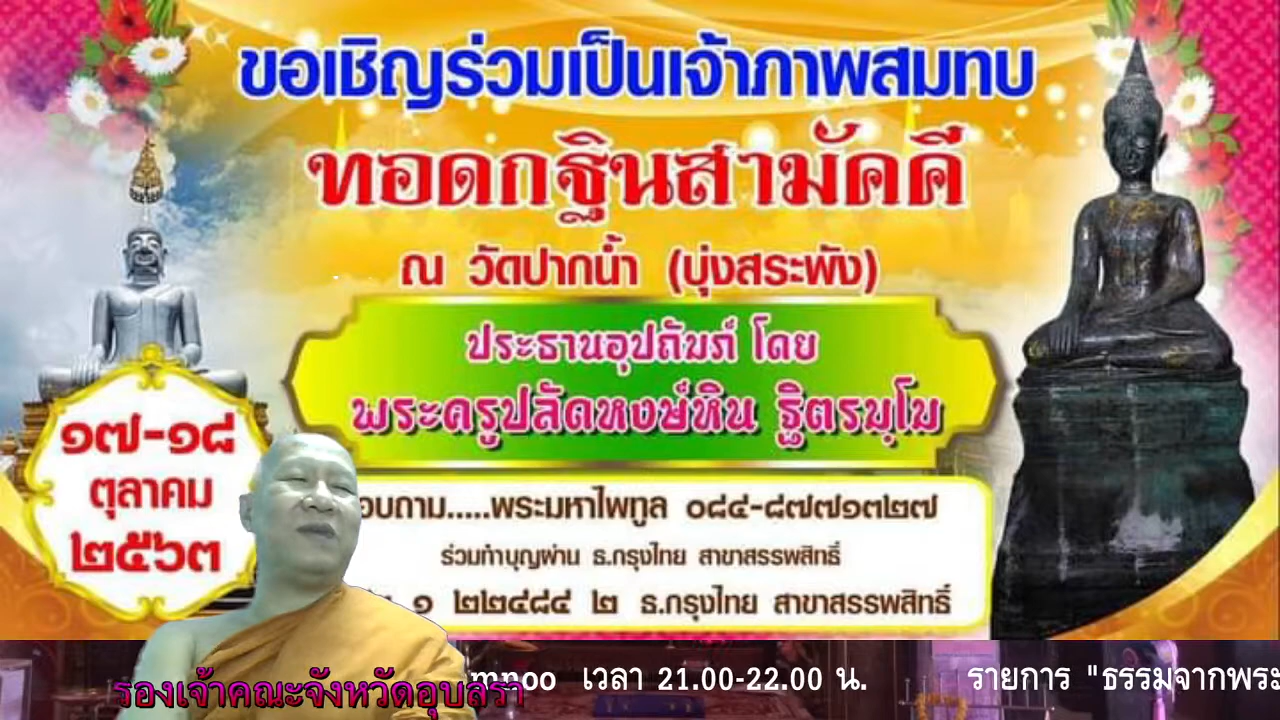 ขอเชิญร่วมเป็นเจ้าภาพสมทบ
ทอดกฐินสามัคคี
ณ วัดปากน้ำ (บุ่งสระพัง)
ประธานอุปถัมภ์ โดย
พระครูปลัดหงษ์หิน ฐิตธมฺโม
๑๗-๑๘
ตุลาคม
๒๕๖๓
อบถาม.....พระมหาไพฑูล ๐๘๔-๘๗๗๑๓๒๗
ร่วมทำบุญผ่าน ธ.กรุงไทย สาขาสรรพสิทธิ์
๑ ๒๒๔๘๔ ๒ ธ.กรุงไทย สาขาสรรพสิทธิ์
mnoo เวลา 21.00-22.00 น. รายการ "ธรรมจากพระ
รองเจ้าคณะจังหวัดอุบลรา